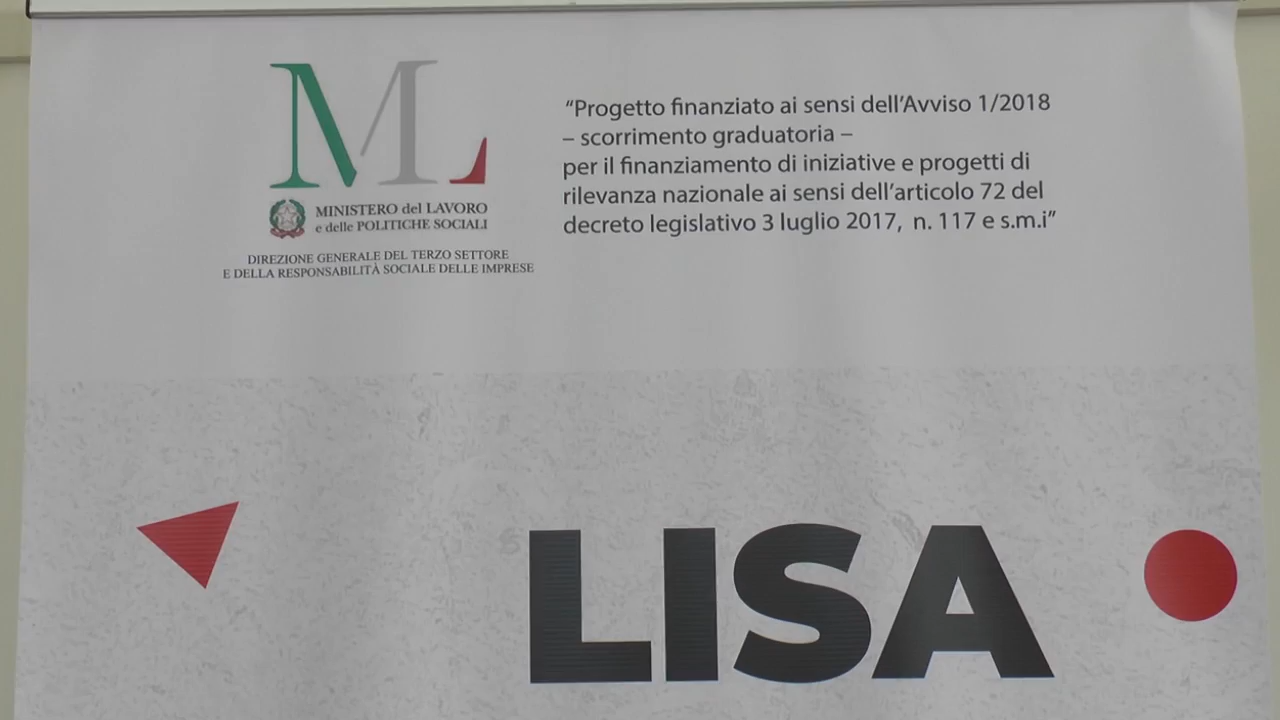 ML
MINISTERO del LAVORO
e delle POLITICHE SOCIALI
DIREZIONE GENERALE DEL TERZO SETTORE
E DELLA RESPONSABILITÀ SOCIALE DELLE IMPRESE
“Progetto finanziato ai sensi dell’Avviso 1/2018
– scorrimento graduatoria –
per il finanziamento di iniziative e progetti di
rilevanza nazionale ai sensi dell’articolo 72 del
decreto legislativo 3 luglio 2017, n. 117 e s.m.i”
LISA